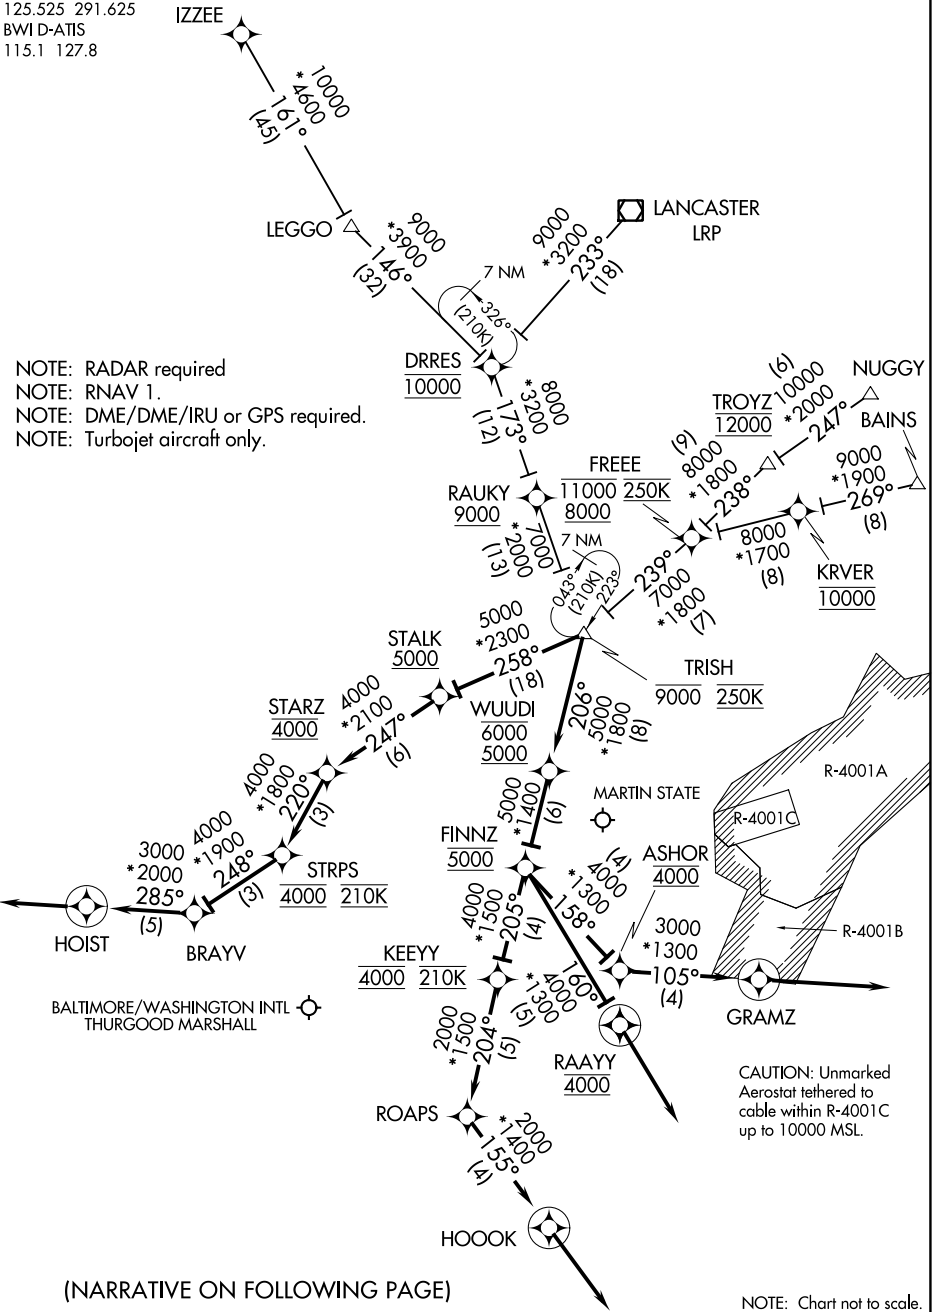 125.525 291.625
BWI D-ATIS
115.1 127.8
IZZEE
10000
*4600
161°
(45)
LEGGO
9000
*3900
146°
(32)
LANCASTER
LRP
9000
*3200
233°
(18)
7 NM
326°
(210K)
DRRES
10000
NOTE: RADAR required
NOTE: RNAV 1.
NOTE: DME/DME/IRU or GPS required.
NOTE: Turbojet aircraft only.
8000
*3200
173°
(12)
NUGGY
(6)
10000
*2000
247°
TROYZ
12000
BAINS
9000
*1900
269°
(8)
(9)
8000
*1800
238°
FREEE
11000 250K
8000
RAUKY
9000
7000
*2000
(13)
8000
*1700
(8)
KRVER
10000
7 NM
043°
(210K)
223°
239°
7000
*1800
(7)
TRISH
9000 250K
5000
*2300
258°
(18)
STALK
5000
4000
*2100
247°
(6)
STARZ
4000
WUUDI
6000
5000
206°
5000
*1800
(8)
4000
*1800
220°
(3)
5000
*1400
(6)
MARTIN STATE
R-4001A
R-4001C
R-4001B
FINNZ
5000
4000
*1900
248°
(3)
STRPS
4000 210K
3000
*2000
285°
(5)
HOIST
BRAYV
(4)
4000
*1300
158°
ASHOR
4000
3000
*1300
105°
(4)
GRAMZ
4000
*1500
205°
(4)
KEEYY
4000 210K
160°
4000
*1300
(5)
RAAYY
4000
BALTIMORE/WASHINGTON INTL
THURGOOD MARSHALL
2000
*1500
204°
(5)
CAUTION: Unmarked
Aerostat tethered to
cable within R-4001C
up to 10000 MSL.
ROAPS
2000
*1400
155°
(4)
HOOOK
(NARRATIVE ON FOLLOWING PAGE)
NOTE: Chart not to scale.